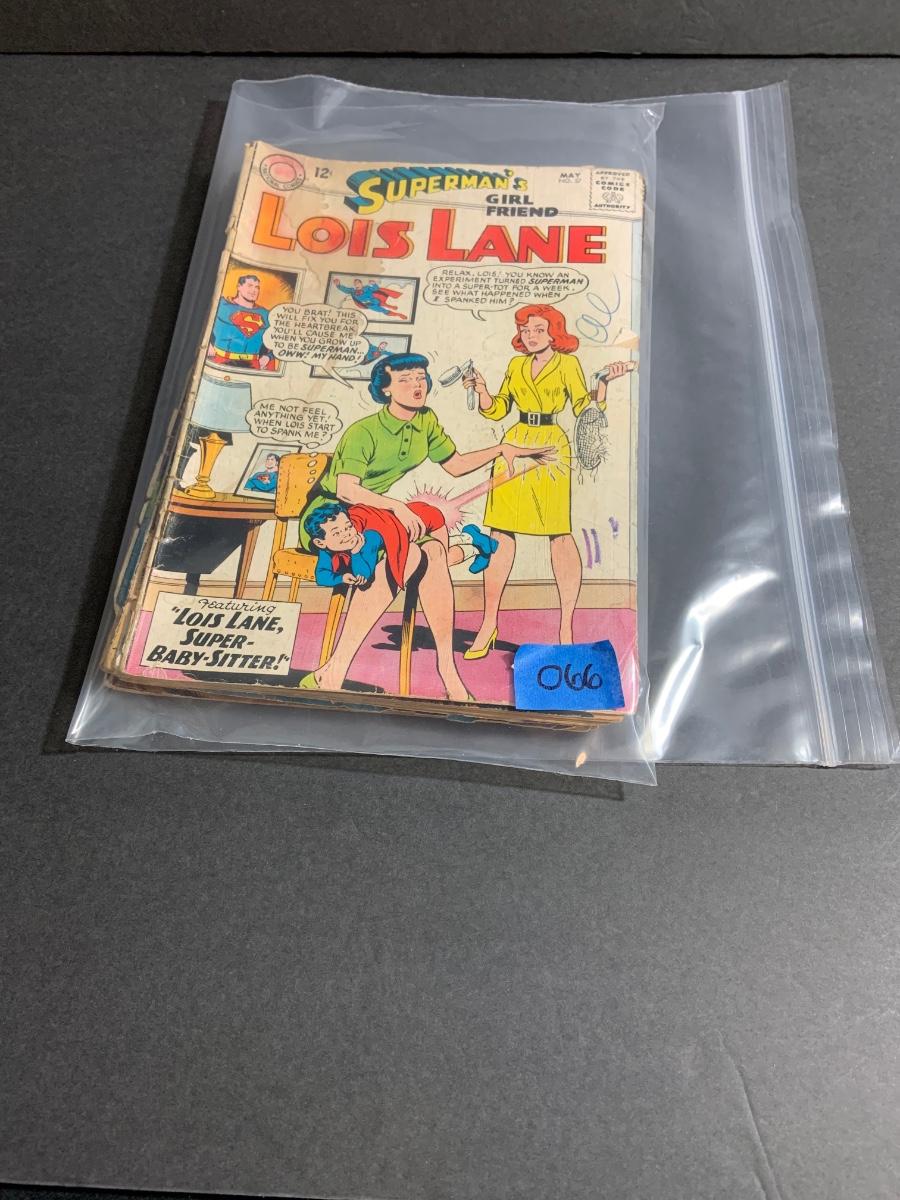 12¢
SUPERMAN'S
GIRL
FRIEND
LOIS LANE
MAY
NO. 57
APPROVED
BY THE
COMICS
CODE
AUTHORITY
RELAX, LOIS! YOU KNOW AN
EXPERIMENT TURNED SUPERMAN
INTO A SUPER-TOT FOR A WEEK.
SEE WHAT HAPPENED WHEN
I SPANKED HIM?
YOU BRAT! THIS
WILL FIX YOU FOR
THE HEARTBREAK
YOU'LL CAUSE ME
WHEN YOU GROW UP
TO BE SUPERMAN...
OWW! MY HAND!
ME NOT FEEL
ANYTHING YET!
WHEN LOIS START
TO SPANK ME?
Featuring
"LOIS LANE,
SUPER-
BABY-SITTER!"
066